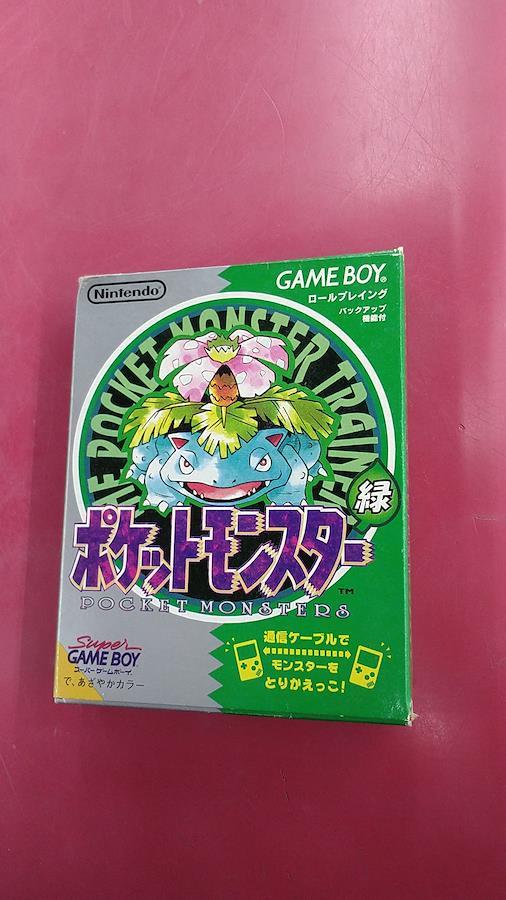 Nintendo
GAME BOY
ロールプレイング
バックアップ
機能付
THE POCKET MONSTER TRAINER
緑
ポケットモンスター
TM
POCKET MONSTERS
Super
GAME BOY
スーパーゲームボーイ
で、あざやかカラー
通信ケーブルで
モンスターを
とりかえっこ!